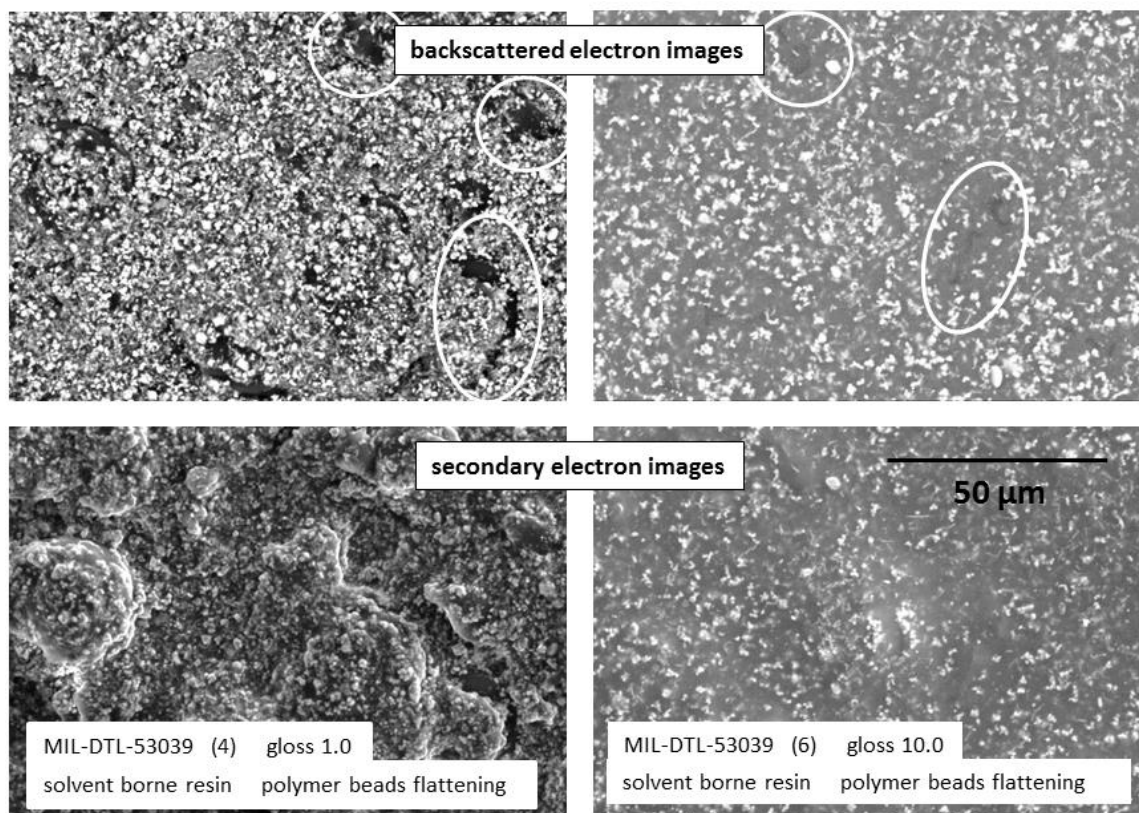 backscattered electron images
secondary electron images
50 µm
MIL-DTL-53039 (4) gloss 1.0
solvent borne resin polymer beads flattening
MIL-DTL-53039 (6) gloss 10.0
solvent borne resin polymer beads flattening